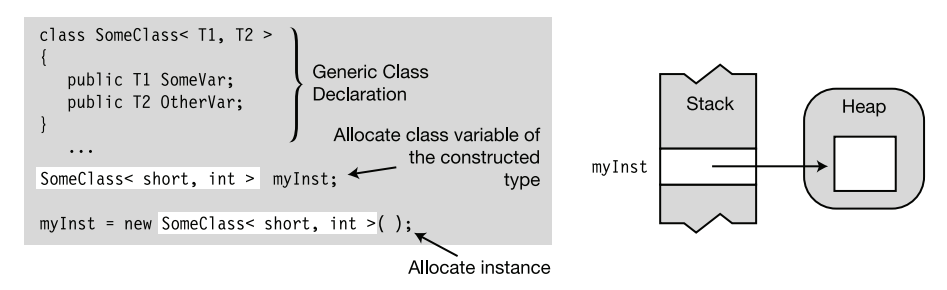 class SomeClass< T1, T2 >
{
public T1 SomeVar;
public T2 OtherVar;
}
Generic Class
Declaration
...
Allocate class variable of
the constructed
type
SomeClass< short, int > myInst;
myInst = new SomeClass< short, int >( );
Allocate instance
Stack
Heap
myInst